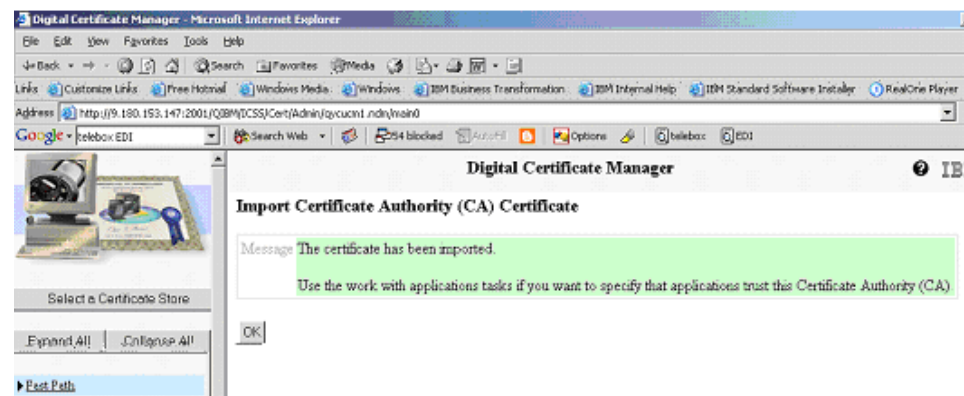 Digital Certificate Manager - Microsoft Internet Explorer
File Edit View Favorites Tools Help
Back Search Favorites Media
Links Customize Links Free Hotmail Windows Media Windows IBM Business Transformation IBM Internal Help IBM Standard Software Installer RealOne Player
Address http://9.180.153.147:2001/QIBM/ICSS/Cert/Admin/qycucm1.ndm/main0
Google telebox EDI Search Web 254 blocked AutoFill Options telebox EDI
Digital Certificate Manager IB
Import Certificate Authority (CA) Certificate
Message The certificate has been imported.
Use the work with applications tasks if you want to specify that applications trust this Certificate Authority (CA).
Select a Certificate Store
OK
Expand All Collapse All
Fast Path